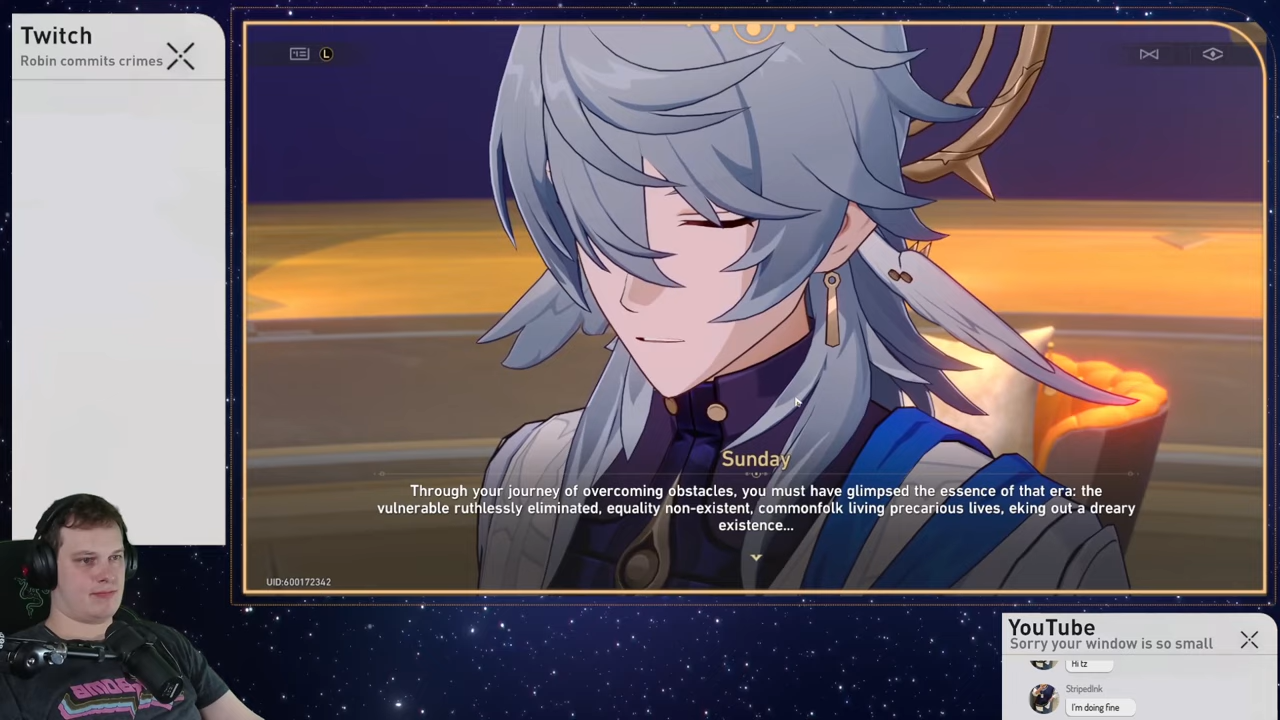 Twitch
Robin commits crimes
L
Sunday
Through your journey of overcoming obstacles, you must have glimpsed the essence of that era: the
vulnerable ruthlessly eliminated, equality non-existent, commonfolk living precarious lives, eking out a dreary
existence...
UID:600172342
YouTube
Sorry your window is so small
Hi tz
StripedInk
I'm doing fine